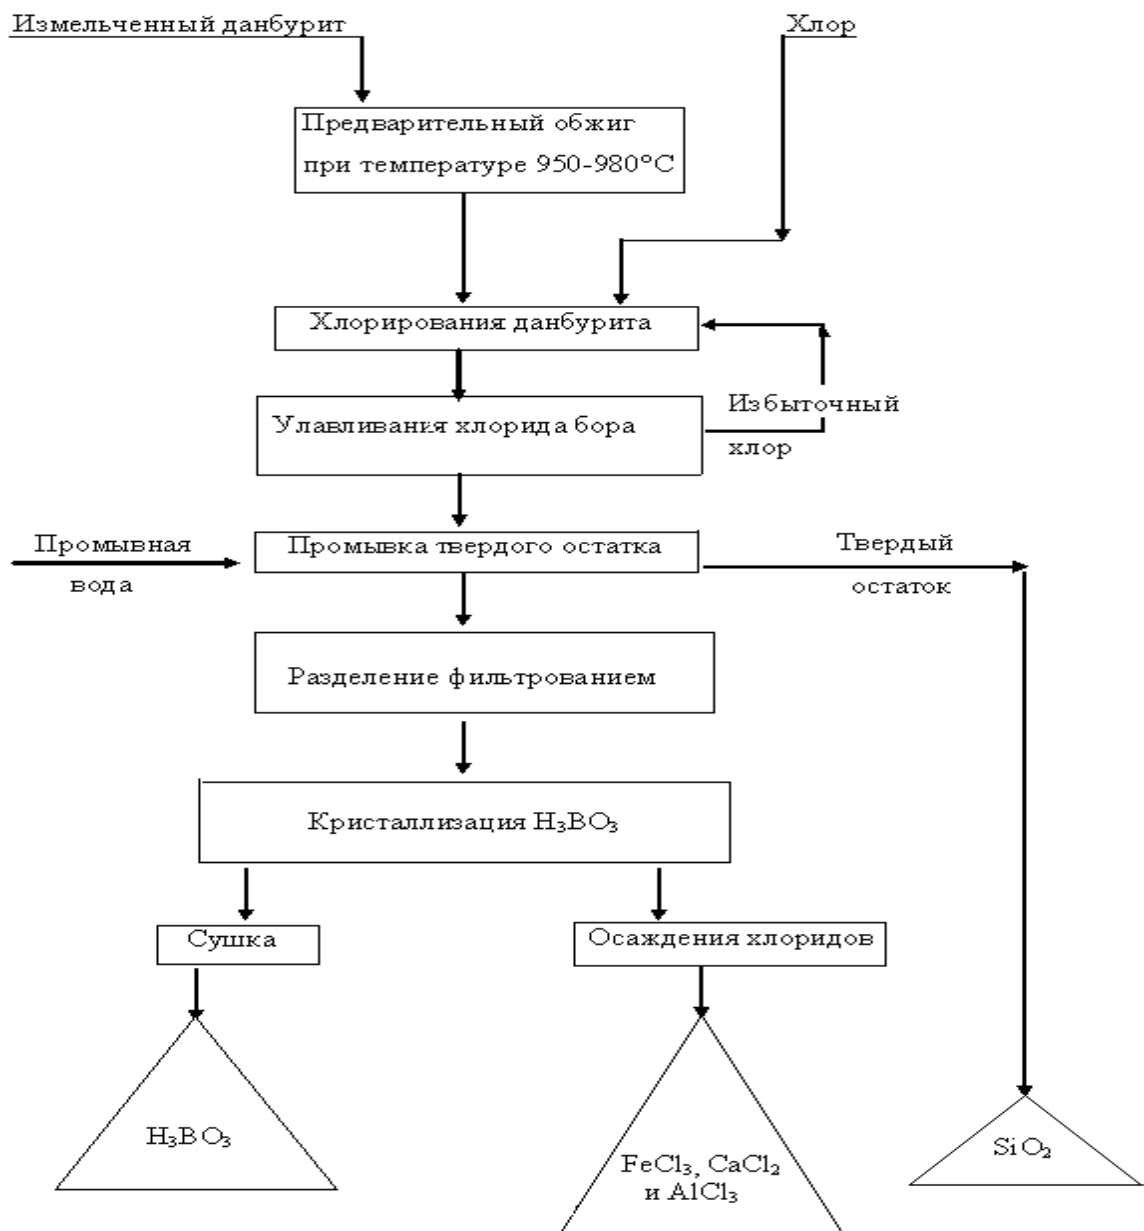 Измельченный данбурит
Хлор
Предварительный обжиг
при температуре 950-980°С
Хлорирования данбурита
Избыточный
хлор
Улавливания хлорида бора
Промывная
вода
Промывка твердого остатка
Твердый
остаток
Разделение фильтрованием
Кристаллизация H₃BO₃
Сушка
Осаждения хлоридов
H₃BO₃
FeCl₃, CaCl₂
и AlCl₃
SiO₂